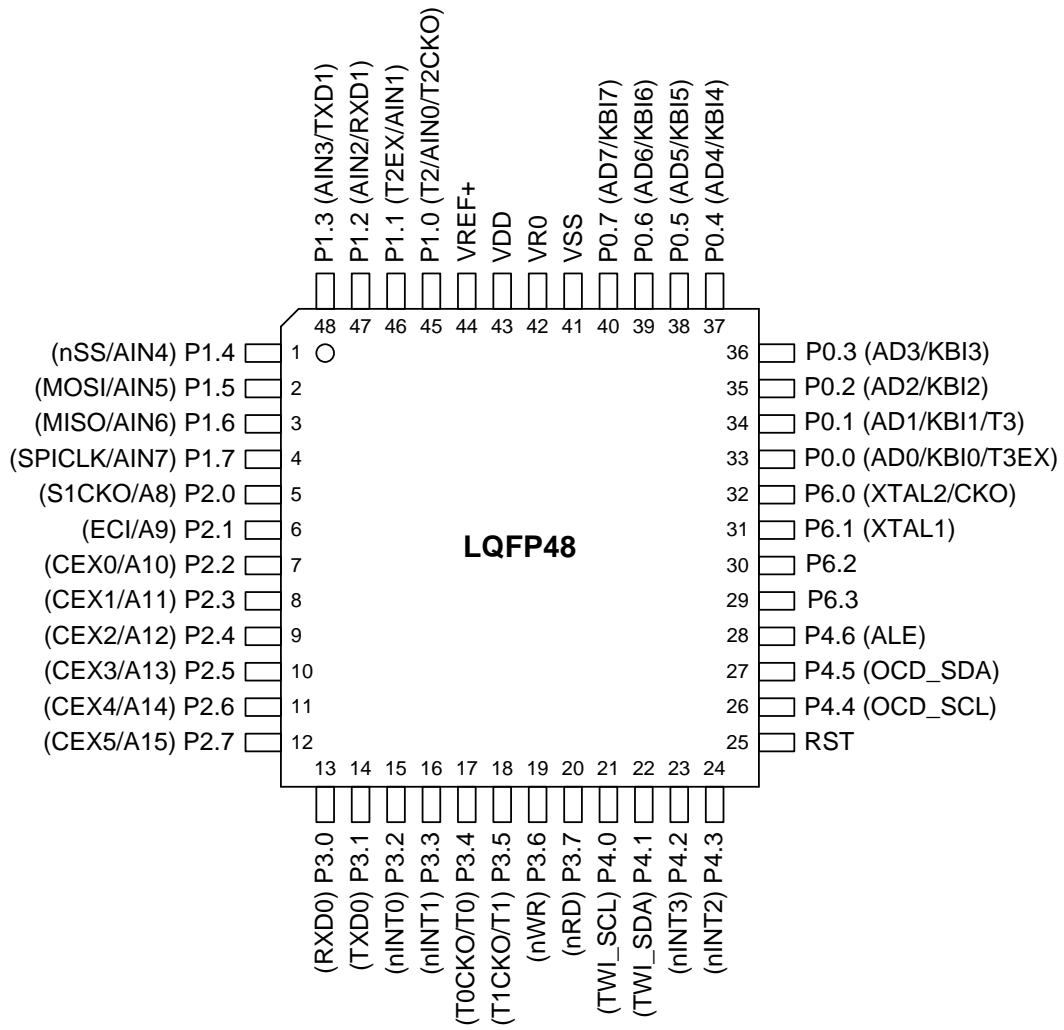 P1.3 (AIN3/TXD1)
P1.2 (AIN2/RXD1)
P1.1 (T2EX/AIN1)
P1.0 (T2/AIN0/T2CKO)
VREF+
VDD
VR0
VSS
P0.7 (AD7/KBI7)
P0.6 (AD6/KBI6)
P0.5 (AD5/KBI5)
P0.4 (AD4/KBI4)
48 47 46 45 44 43 42 41 40 39 38 37
(nSS/AIN4) P1.4 1
(MOSI/AIN5) P1.5 2
(MISO/AIN6) P1.6 3
(SPICLK/AIN7) P1.7 4
(S1CKO/A8) P2.0 5
(ECI/A9) P2.1 6
(CEX0/A10) P2.2 7
(CEX1/A11) P2.3 8
(CEX2/A12) P2.4 9
(CEX3/A13) P2.5 10
(CEX4/A14) P2.6 11
(CEX5/A15) P2.7 12
LQFP48
36 P0.3 (AD3/KBI3)
35 P0.2 (AD2/KBI2)
34 P0.1 (AD1/KBI1/T3)
33 P0.0 (AD0/KBI0/T3EX)
32 P6.0 (XTAL2/CKO)
31 P6.1 (XTAL1)
30 P6.2
29 P6.3
28 P4.6 (ALE)
27 P4.5 (OCD_SDA)
26 P4.4 (OCD_SCL)
25 RST
13 14 15 16 17 18 19 20 21 22 23 24
(RXD0) P3.0
(TXD0) P3.1
(nINT0) P3.2
(nINT1) P3.3
(T0CKO/T0) P3.4
(T1CKO/T1) P3.5
(nWR) P3.6
(nRD) P3.7
(TWI_SCL) P4.0
(TWI_SDA) P4.1
(nINT3) P4.2
(nINT2) P4.3